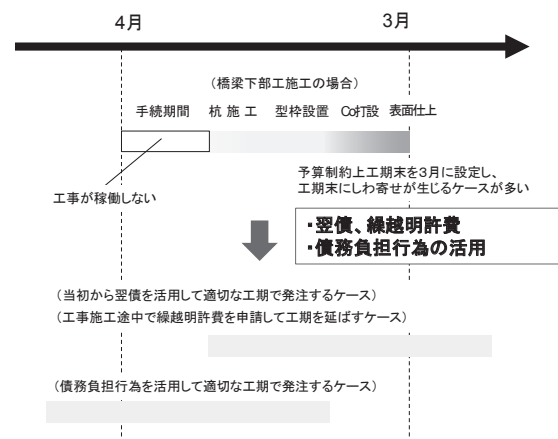 4月 3月
（橋梁下部工施工の場合）
手続期間 杭施工 型枠設置 Co打設 表面仕上
工事が稼働しない
予算制約上工期末を3月に設定し、
工期末にしわ寄せが生じるケースが多い
・翌債、繰越明許費
・債務負担行為の活用
（当初から翌債を活用して適切な工期で発注するケース）
（工事施工途中で繰越明許費を申請して工期を延ばすケース）
（債務負担行為を活用して適切な工期で発注するケース）